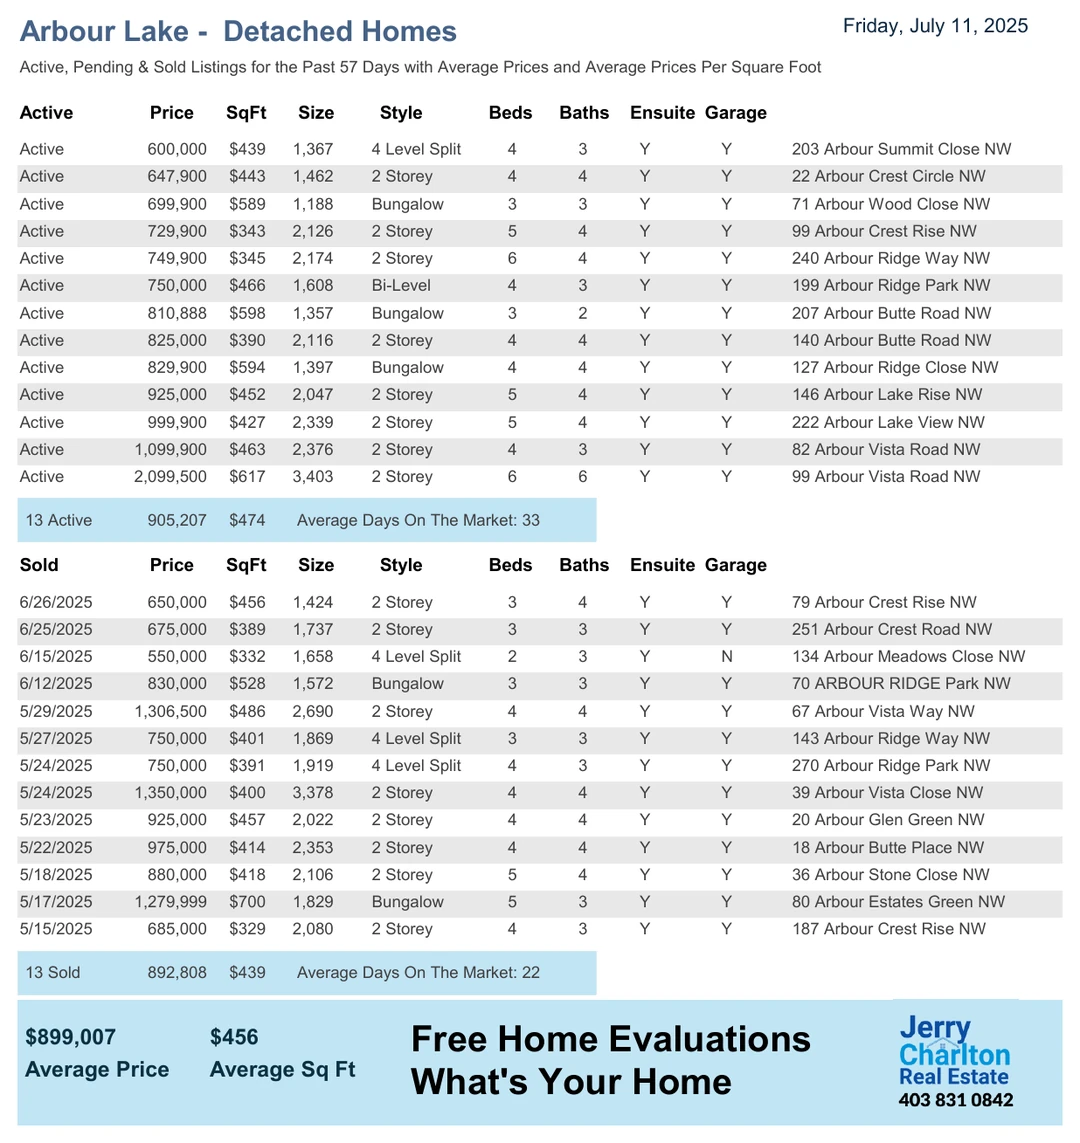 Arbour Lake - Detached Homes
Friday, July 11, 2025
Active, Pending & Sold Listings for the Past 57 Days with Average Prices and Average Prices Per Square Foot
Active Price SqFt Size Style Beds Baths Ensuite Garage
Active 600,000 $439 1,367 4 Level Split 4 3 Y Y 203 Arbour Summit Close NW
Active 647,900 $443 1,462 2 Storey 4 4 Y Y 22 Arbour Crest Circle NW
Active 699,900 $589 1,188 Bungalow 3 3 Y Y 71 Arbour Wood Close NW
Active 729,900 $343 2,126 2 Storey 5 4 Y Y 99 Arbour Crest Rise NW
Active 749,900 $345 2,174 2 Storey 6 4 Y Y 240 Arbour Ridge Way NW
Active 750,000 $466 1,608 Bi-Level 4 3 Y Y 199 Arbour Ridge Park NW
Active 810,888 $598 1,357 Bungalow 3 2 Y Y 207 Arbour Butte Road NW
Active 825,000 $390 2,116 2 Storey 4 4 Y Y 140 Arbour Butte Road NW
Active 829,900 $594 1,397 Bungalow 4 4 Y Y 127 Arbour Ridge Close NW
Active 925,000 $452 2,047 2 Storey 5 4 Y Y 146 Arbour Lake Rise NW
Active 999,900 $427 2,339 2 Storey 5 4 Y Y 222 Arbour Lake View NW
Active 1,099,900 $463 2,376 2 Storey 4 3 Y Y 82 Arbour Vista Road NW
Active 2,099,500 $617 3,403 2 Storey 6 6 Y Y 99 Arbour Vista Road NW
13 Active 905,207 $474 Average Days On The Market: 33
Sold Price SqFt Size Style Beds Baths Ensuite Garage
6/26/2025 650,000 $456 1,424 2 Storey 3 4 Y Y 79 Arbour Crest Rise NW
6/25/2025 675,000 $389 1,737 2 Storey 3 3 Y Y 251 Arbour Crest Road NW
6/15/2025 550,000 $332 1,658 4 Level Split 2 3 Y N 134 Arbour Meadows Close NW
6/12/2025 830,000 $528 1,572 Bungalow 3 3 Y Y 70 ARBOUR RIDGE Park NW
5/29/2025 1,306,500 $486 2,690 2 Storey 4 4 Y Y 67 Arbour Vista Way NW
5/27/2025 750,000 $401 1,869 4 Level Split 3 3 Y Y 143 Arbour Ridge Way NW
5/24/2025 750,000 $391 1,919 4 Level Split 4 3 Y Y 270 Arbour Ridge Park NW
5/24/2025 1,350,000 $400 3,378 2 Storey 4 4 Y Y 39 Arbour Vista Close NW
5/23/2025 925,000 $457 2,022 2 Storey 4 4 Y Y 20 Arbour Glen Green NW
5/22/2025 975,000 $414 2,353 2 Storey 4 4 Y Y 18 Arbour Butte Place NW
5/18/2025 880,000 $418 2,106 2 Storey 5 4 Y Y 36 Arbour Stone Close NW
5/17/2025 1,279,999 $700 1,829 Bungalow 5 3 Y Y 80 Arbour Estates Green NW
5/15/2025 685,000 $329 2,080 2 Storey 4 3 Y Y 187 Arbour Crest Rise NW
13 Sold 892,808 $439 Average Days On The Market: 22
$899,007 $456
Average Price Average Sq Ft
Free Home Evaluations
What's Your Home
Jerry
Charlton
Real Estate
403 831 0842